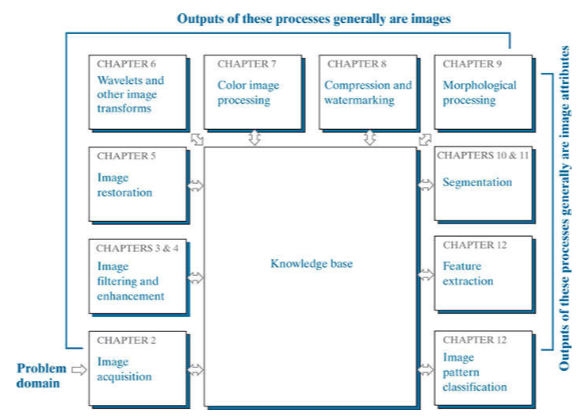 Outputs of these processes generally are images
CHAPTER 6
Wavelets and
other image
transforms
CHAPTER 7
Color image
processing
CHAPTER 8
Compression and
watermarking
CHAPTER 9
Morphological
processing
CHAPTER 5
Image
restoration
CHAPTERS 10 & 11
Segmentation
CHAPTERS 3 & 4
Image
filtering and
enhancement
Knowledge base
CHAPTER 12
Feature
extraction
Problem
domain
CHAPTER 2
Image
acquisition
CHAPTER 12
Image
pattern
classification
Outputs of these processes generally are image attributes